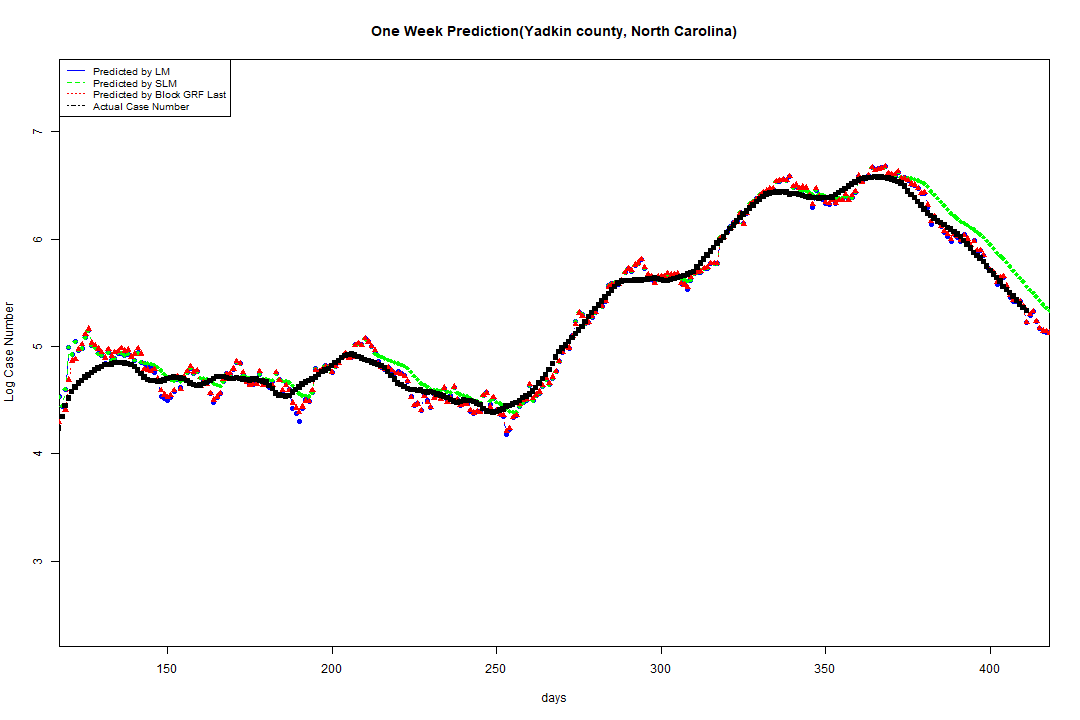 One Week Prediction(Yadkin county, North Carolina)
Predicted by LM
Predicted by SLM
Predicted by Block GRF Last
Actual Case Number
7
6
5
4
3
Log Case Number
150 200 250 300 350 400
days